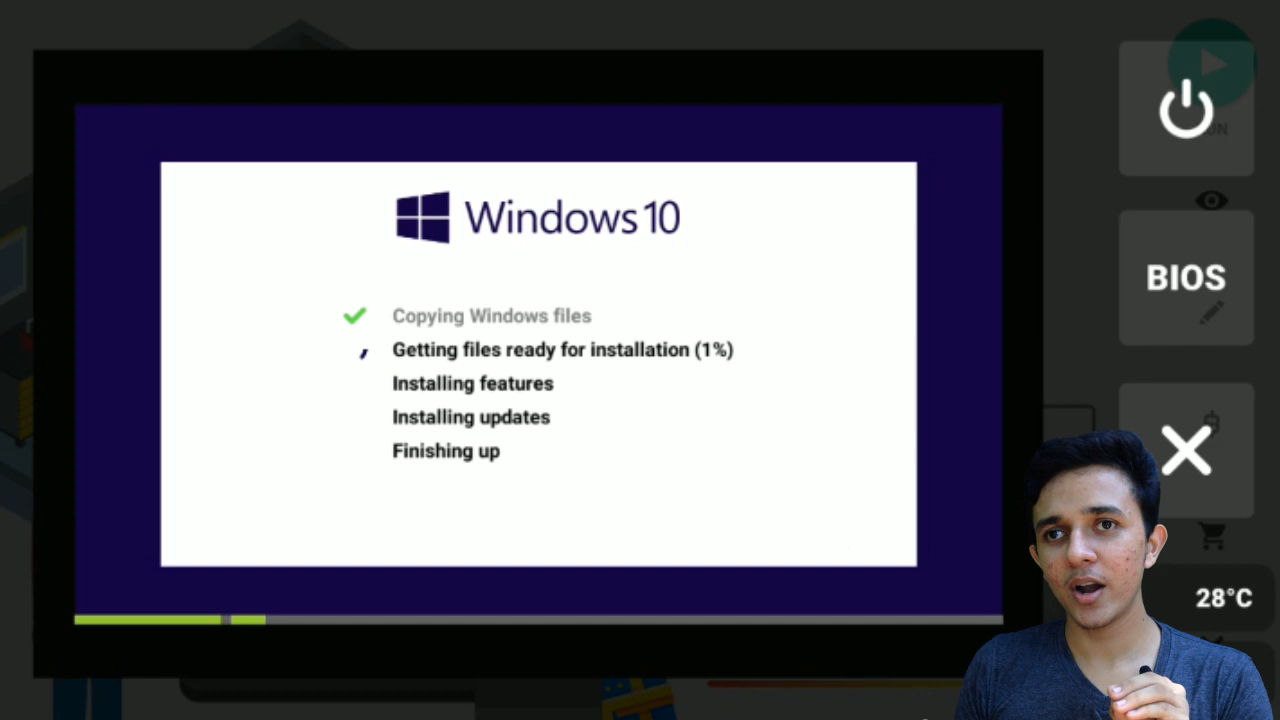 Windows 10
Copying Windows files
Getting files ready for installation (1%)
Installing features
Installing updates
Finishing up
BIOS
28°C